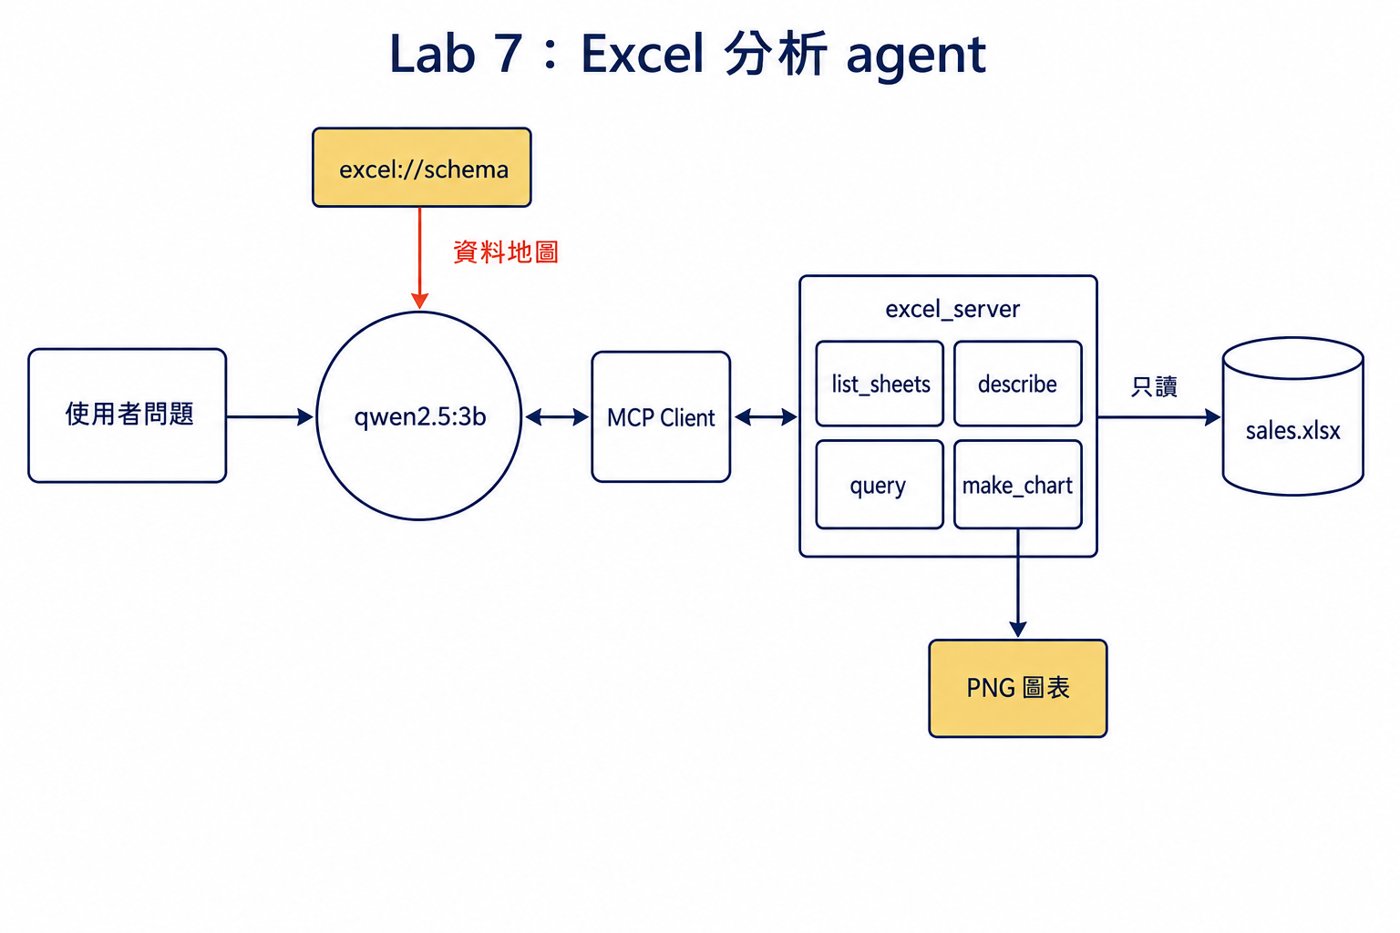 Lab 7：Excel 分析 agent
excel://schema
資料地圖
使用者問題
qwen2.5:3b
MCP Client
excel_server
list_sheets
describe
query
make_chart
只讀
sales.xlsx
PNG 圖表